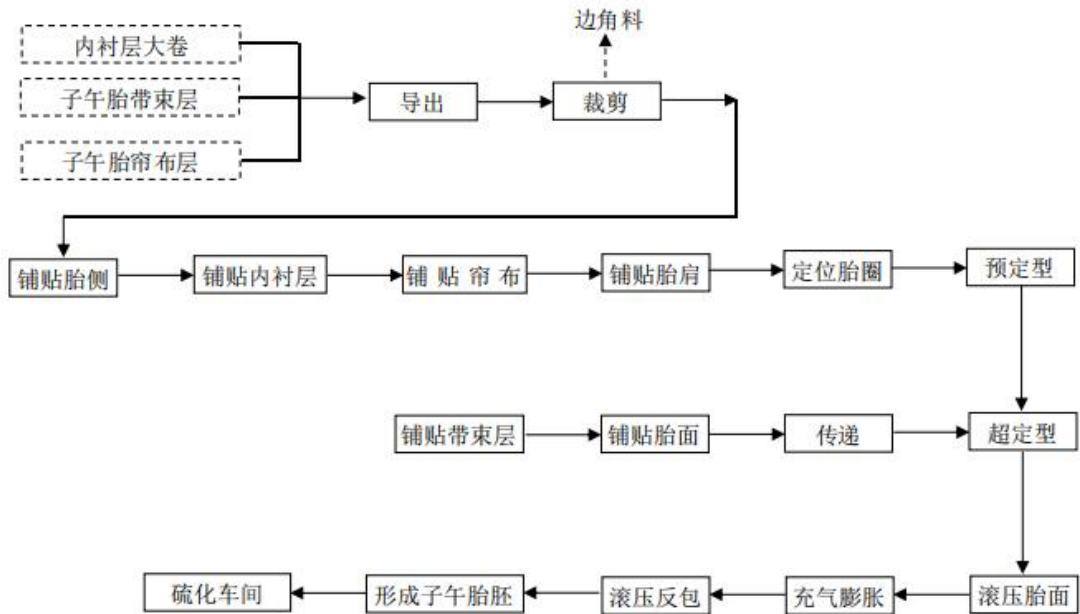 边角料
内衬层大卷
子午胎带束层
子午胎帘布层
导出
裁剪
铺贴胎侧
铺贴内衬层
铺贴帘布
铺贴胎肩
定位胎圈
预定型
铺贴带束层
铺贴胎面
传递
超定型
硫化车间
形成子午胎胚
滚压反包
充气膨胀
滚压胎面